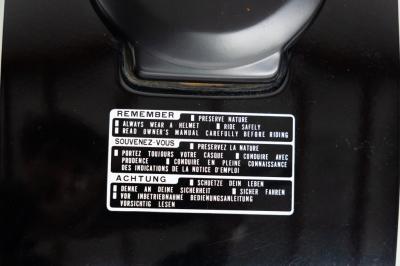 REMEMBER ▮ PRESERVE NATURE
▮ ALWAYS WEAR A HELMET ▮ RIDE SAFELY
▮ READ OWNER'S MANUAL CAREFULLY BEFORE RIDING
SOUVENEZ-VOUS ▮ PRESERVEZ LA NATURE
▮ PORTEZ TOUJOURS VOTRE CASQUE ▮ CONDUIRE AVEC
PRUDENCE ▮ CONDUIRE EN PLEINE CONNAISSANCE
DES INDICATIONS DE LA NOTICE D'EMPLOI
ACHTUNG ▮ SCHUETZE DEIN LEBEN
▮ DENKE AN DEINE SICHERHEIT ▮ SICHER FAHREN
▮ VOR INBETRIEBNAHME BEDIENUNGSANLEITUNG
VORSICHTIG LESEN